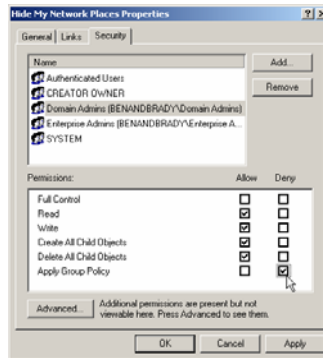 Hide My Network Places Properties
General Links Security
Name
Add...
Authenticated Users
CREATOR OWNER
Remove
Domain Admins (BENANDBRADY\Domain Admins)
Enterprise Admins (BENANDBRADY\Enterprise A...
SYSTEM
Permissions: Allow Deny
Full Control
Read
Write
Create All Child Objects
Delete All Child Objects
Apply Group Policy
Advanced... Additional permissions are present but not
viewable here. Press Advanced to see them.
OK Cancel Apply